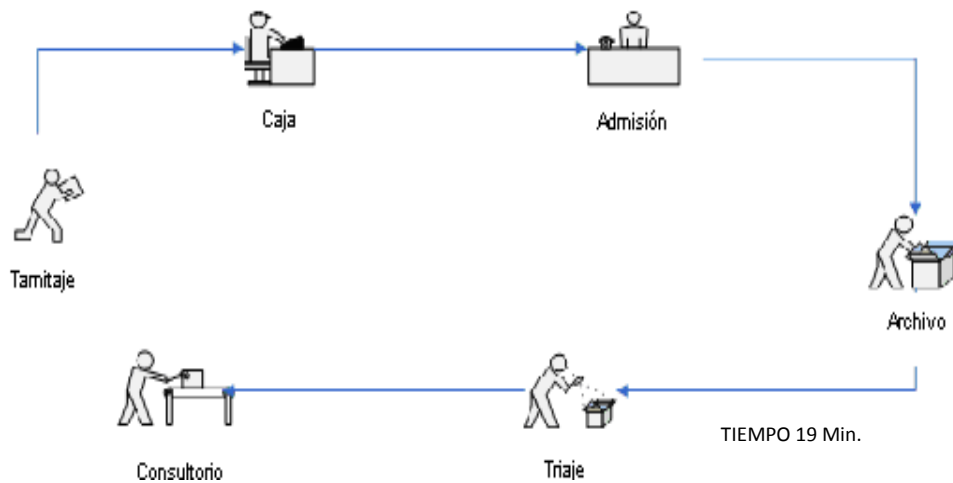 Caja
Admisión
Tamitaje
Archivo
TIEMPO 19 Min.
Consultorio
Triaje